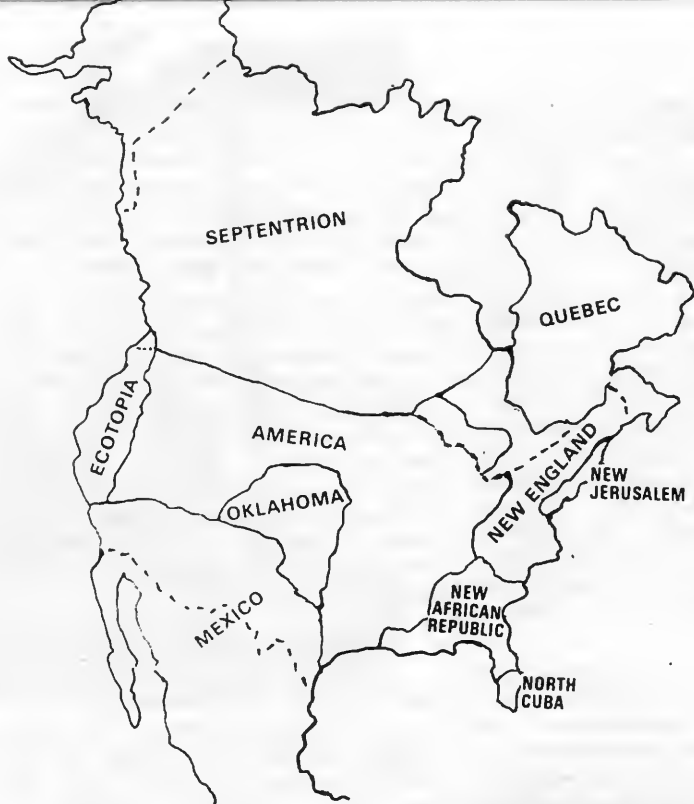 SEPTENTRION
QUEBEC
ECOTOPIA
AMERICA
OKLAHOMA
NEW ENGLAND
NEW
JERUSALEM
MEXICO
NEW
AFRICAN
REPUBLIC
NORTH
CUBA